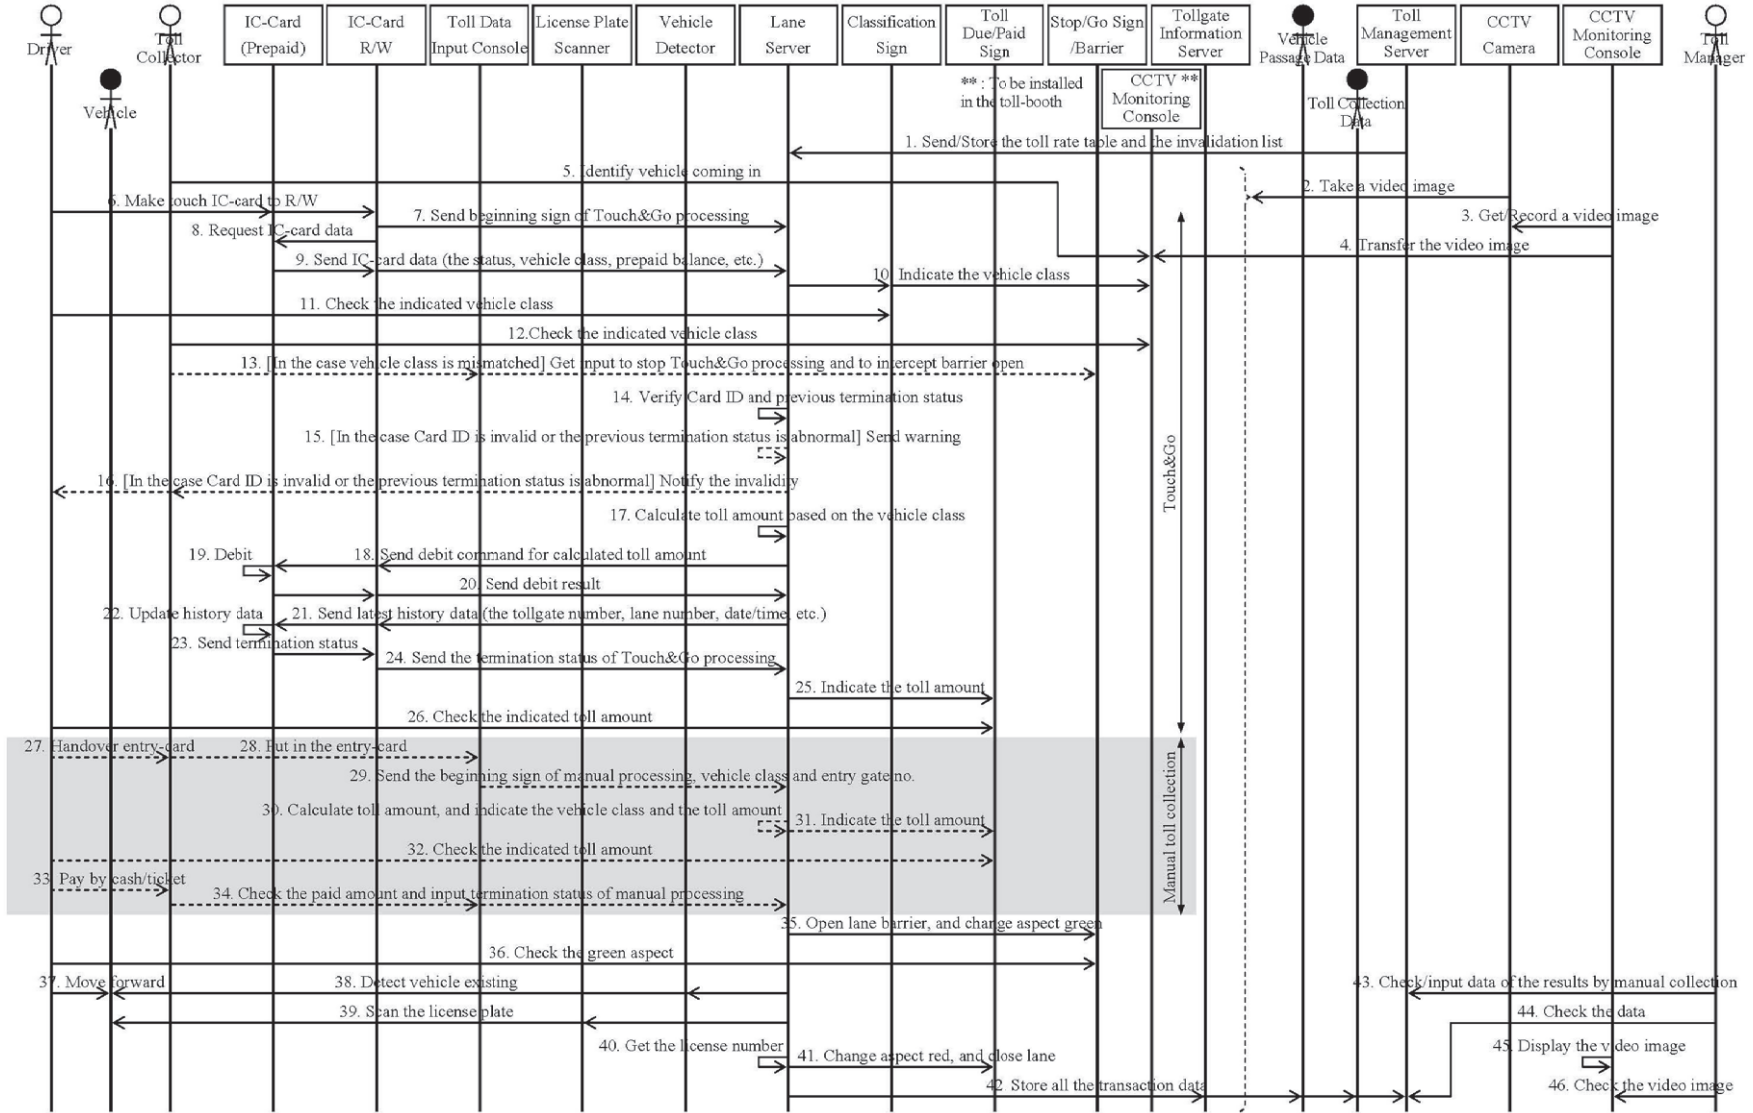 Driver
Vehicle
Toll
Collector
IC-Card
(Prepaid)
IC-Card
R/W
Toll Data
Input Console
License Plate
Scanner
Vehicle
Detector
Lane
Server
Classification
Sign
Toll
Due/Paid
Sign
Stop/Go Sign
/Barrier
Tollgate
Information
Server
Vehicle
Passage Data
Toll
Management
Server
CCTV
Camera
CCTV
Monitoring
Console
Toll
Manager
** : To be installed
in the toll-booth
CCTV **
Monitoring
Console
Toll Collection
Data
1. Send/Store the toll rate table and the invalidation list
5. Identify vehicle coming in
2. Take a video image
6. Make touch IC-card to R/W
7. Send beginning sign of Touch&Go processing
3. Get/Record a video image
8. Request IC-card data
4. Transfer the video image
9. Send IC-card data (the status, vehicle class, prepaid balance, etc.)
10. Indicate the vehicle class
11. Check the indicated vehicle class
12.Check the indicated vehicle class
13. [In the case vehicle class is mismatched] Get input to stop Touch&Go processing and to intercept barrier open
14. Verify Card ID and previous termination status
15. [In the case Card ID is invalid or the previous termination status is abnormal] Send warning
Touch&Go
16. [In the case Card ID is invalid or the previous termination status is abnormal] Notify the invalidity
17. Calculate toll amount based on the vehicle class
19. Debit
18. Send debit command for calculated toll amount
20. Send debit result
22. Update history data
21. Send latest history data (the tollgate number, lane number, date/time, etc.)
23. Send termination status
24. Send the termination status of Touch&Go processing
25. Indicate the toll amount
26. Check the indicated toll amount
27. Handover entry-card
28. Put in the entry-card
29. Send the beginning sign of manual processing, vehicle class and entry gate no.
30. Calculate toll amount, and indicate the vehicle class and the toll amount
31. Indicate the toll amount
Manual toll collection
32. Check the indicated toll amount
33. Pay by cash/ticket
34. Check the paid amount and input termination status of manual processing
35. Open lane barrier, and change aspect green
36. Check the green aspect
37. Move forward
38. Detect vehicle existing
43. Check/input data of the results by manual collection
39. Scan the license plate
44. Check the data
40. Get the license number
41. Change aspect red, and close lane
45. Display the video image
42. Store all the transaction data
46. Check the video image